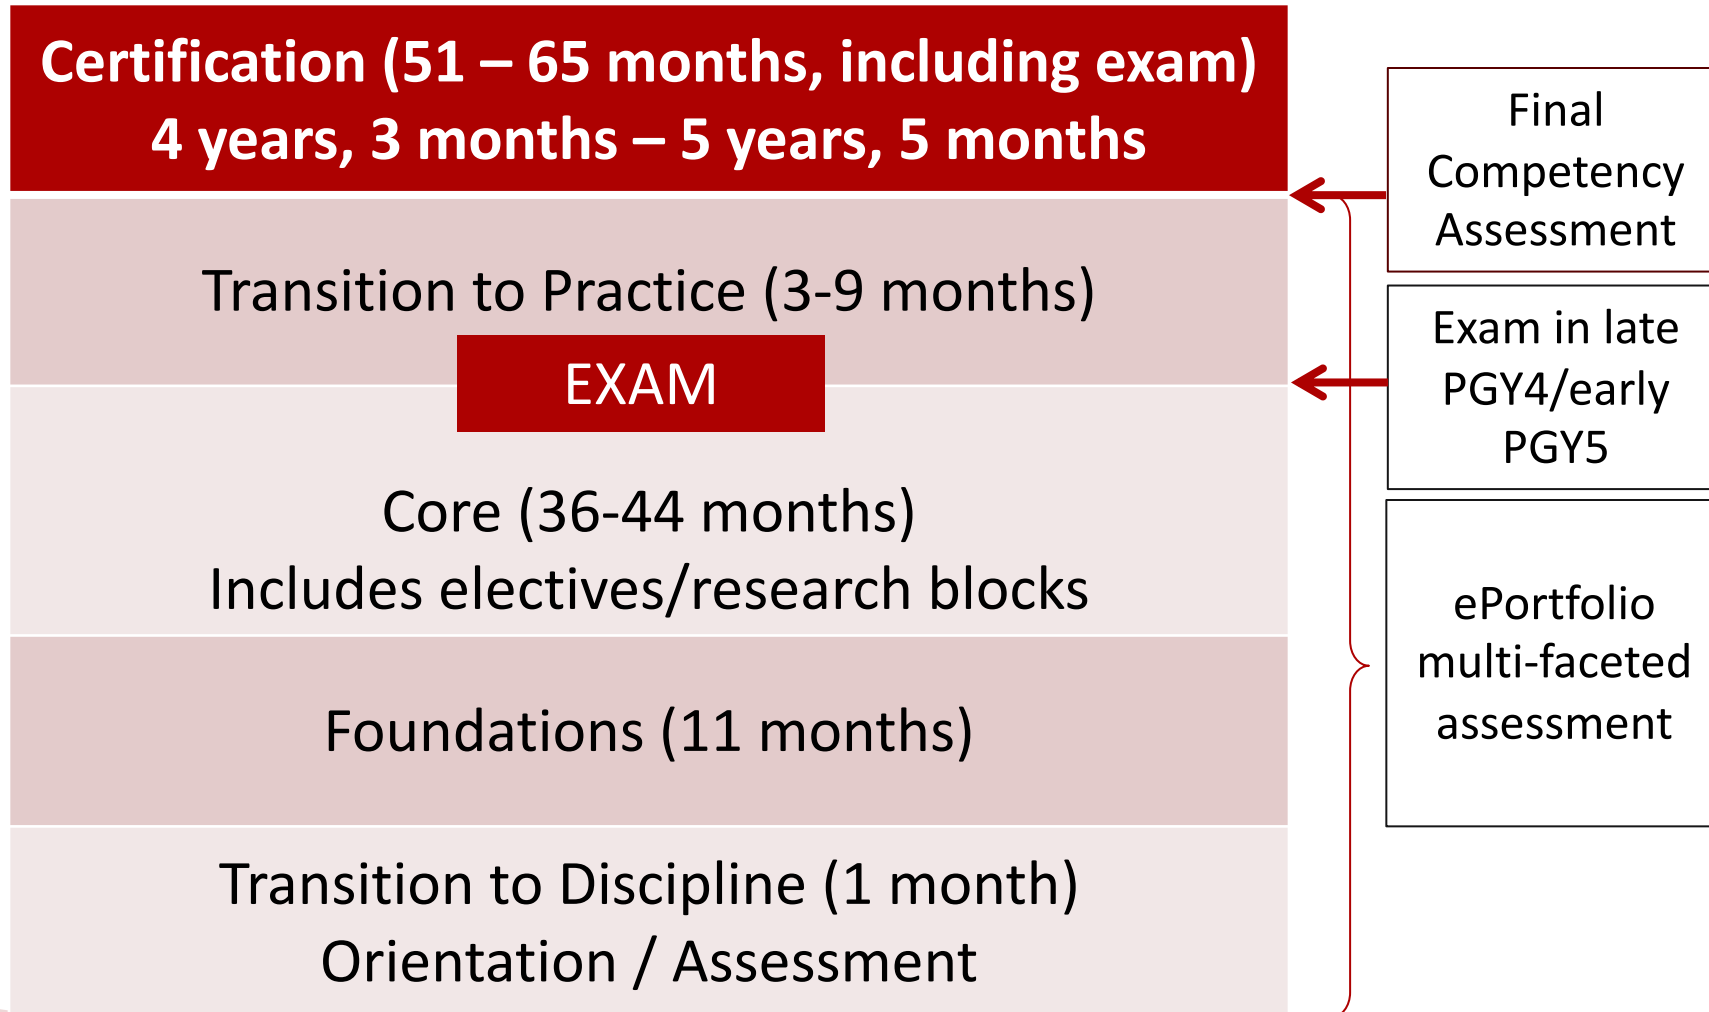 Certification (51 – 65 months, including exam)
4 years, 3 months – 5 years, 5 months
Transition to Practice (3-9 months)
EXAM
Core (36-44 months)
Includes electives/research blocks
Foundations (11 months)
Transition to Discipline (1 month)
Orientation / Assessment
Final
Competency
Assessment
Exam in late
PGY4/early
PGY5
ePortfolio
multi-faceted
assessment